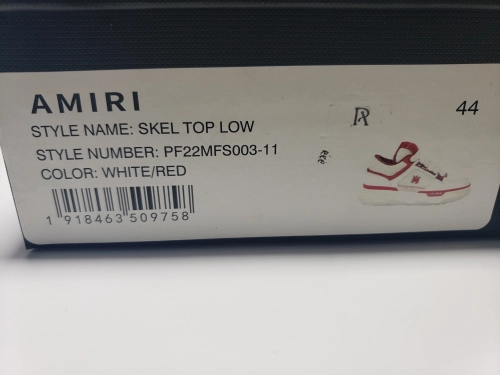 AMIRI
44
STYLE NAME: SKEL TOP LOW
STYLE NUMBER: PF22MFS003-11
COLOR: WHITE/RED
1 918463 509758